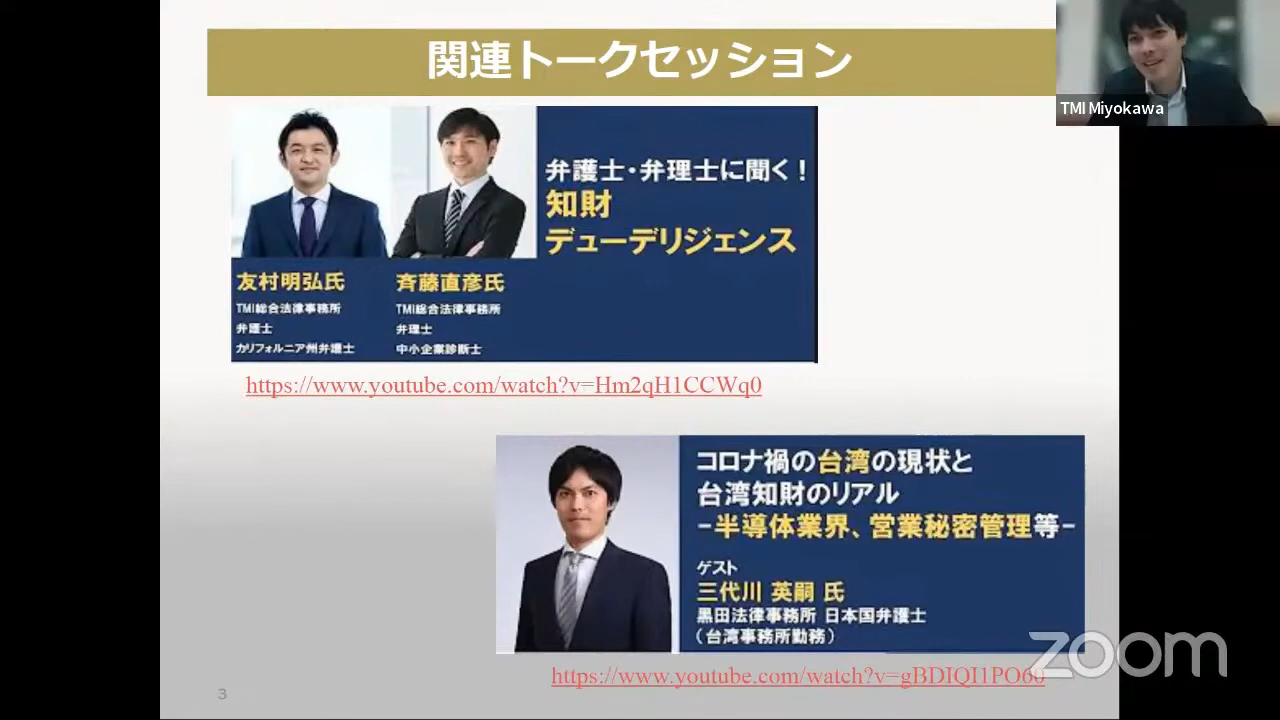 関連トークセッション
TMI Miyokawa
弁護士・弁理士に聞く！
知財
デューデリジェンス
友村明弘氏
TMI総合法律事務所
弁護士
カリフォルニア州弁護士
斉藤直彦氏
TMI総合法律事務所
弁理士
中小企業診断士
https://www.youtube.com/watch?v=Hm2qH1CCWq0
コロナ禍の台湾の現状と
台湾知財のリアル
-半導体業界、営業秘密管理等-
ゲスト
三代川 英嗣 氏
黒田法律事務所 日本国弁護士
（台湾事務所勤務）
https://www.youtube.com/watch?v=gBDIQI1PO60
zoom
3